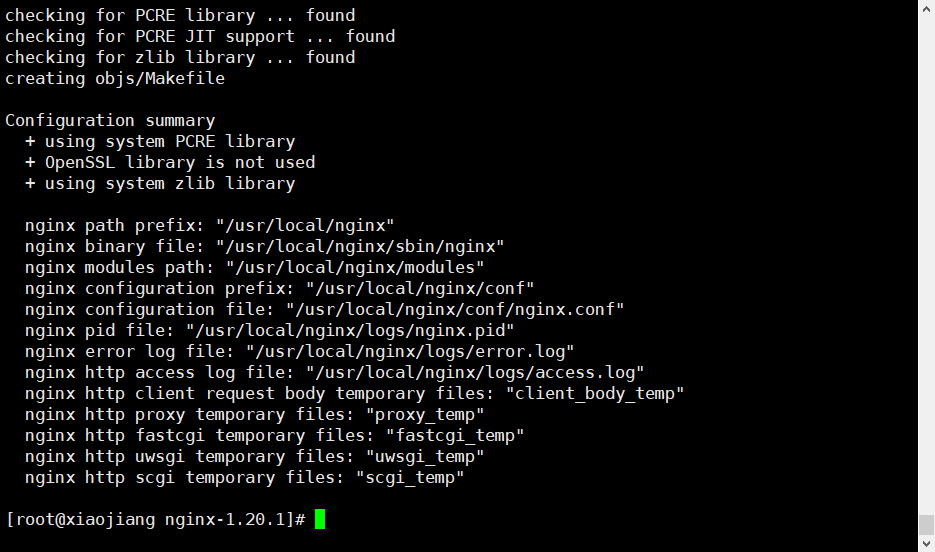 checking for PCRE library ... found
checking for PCRE JIT support ... found
checking for zlib library ... found
creating objs/Makefile
Configuration summary
+ using system PCRE library
+ OpenSSL library is not used
+ using system zlib library
nginx path prefix: "/usr/local/nginx"
nginx binary file: "/usr/local/nginx/sbin/nginx"
nginx modules path: "/usr/local/nginx/modules"
nginx configuration prefix: "/usr/local/nginx/conf"
nginx configuration file: "/usr/local/nginx/conf/nginx.conf"
nginx pid file: "/usr/local/nginx/logs/nginx.pid"
nginx error log file: "/usr/local/nginx/logs/error.log"
nginx http access log file: "/usr/local/nginx/logs/access.log"
nginx http client request body temporary files: "client_body_temp"
nginx http proxy temporary files: "proxy_temp"
nginx http fastcgi temporary files: "fastcgi_temp"
nginx http uwsgi temporary files: "uwsgi_temp"
nginx http scgi temporary files: "scgi_temp"
[root@xiaojiang nginx-1.20.1]#